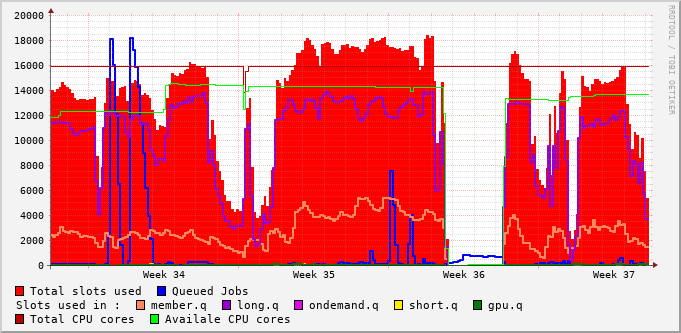 20000
18000
16000
14000
12000
10000
8000
6000
4000
2000
0
Week 34 Week 35 Week 36 Week 37
RRDTOOL / TOBI OETIKER
Total slots used Queued Jobs
Slots used in : member.q long.q ondemand.q short.q gpu.q
Total CPU cores Availale CPU cores